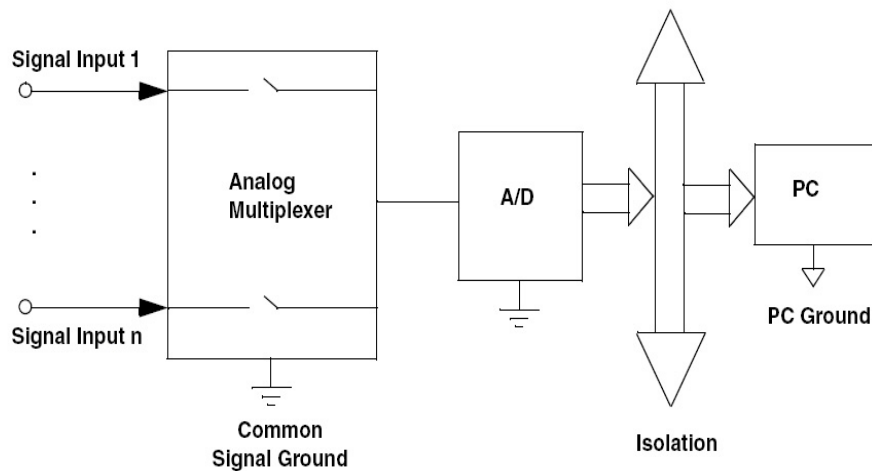 Signal Input 1
Analog
Multiplexer
A/D
PC
Signal Input n
PC Ground
Common
Signal Ground
Isolation